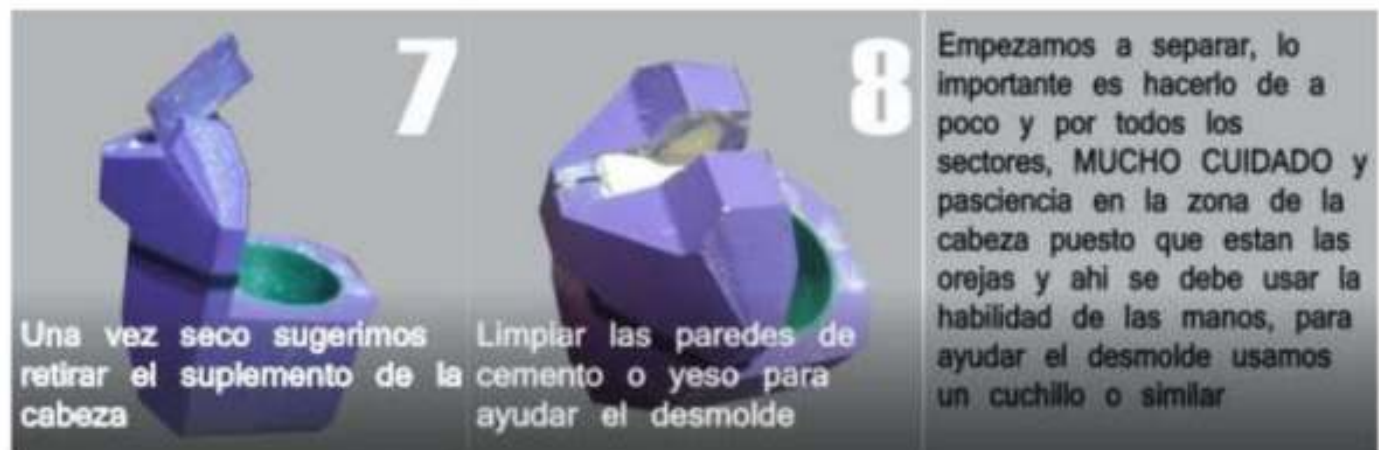 7
Una vez seco sugerimos
retirar el suplemento de la
cabeza
8
Limpiar las paredes de
cemento o yeso para
ayudar el desmolde
Empezamos a separar, lo
importante es hacerlo de a
poco y por todos los
sectores, MUCHO CUIDADO y
pasciencia en la zona de la
cabeza puesto que estan las
orejas y ahi se debe usar la
habilidad de las manos, para
ayudar el desmolde usamos
un cuchillo o similar